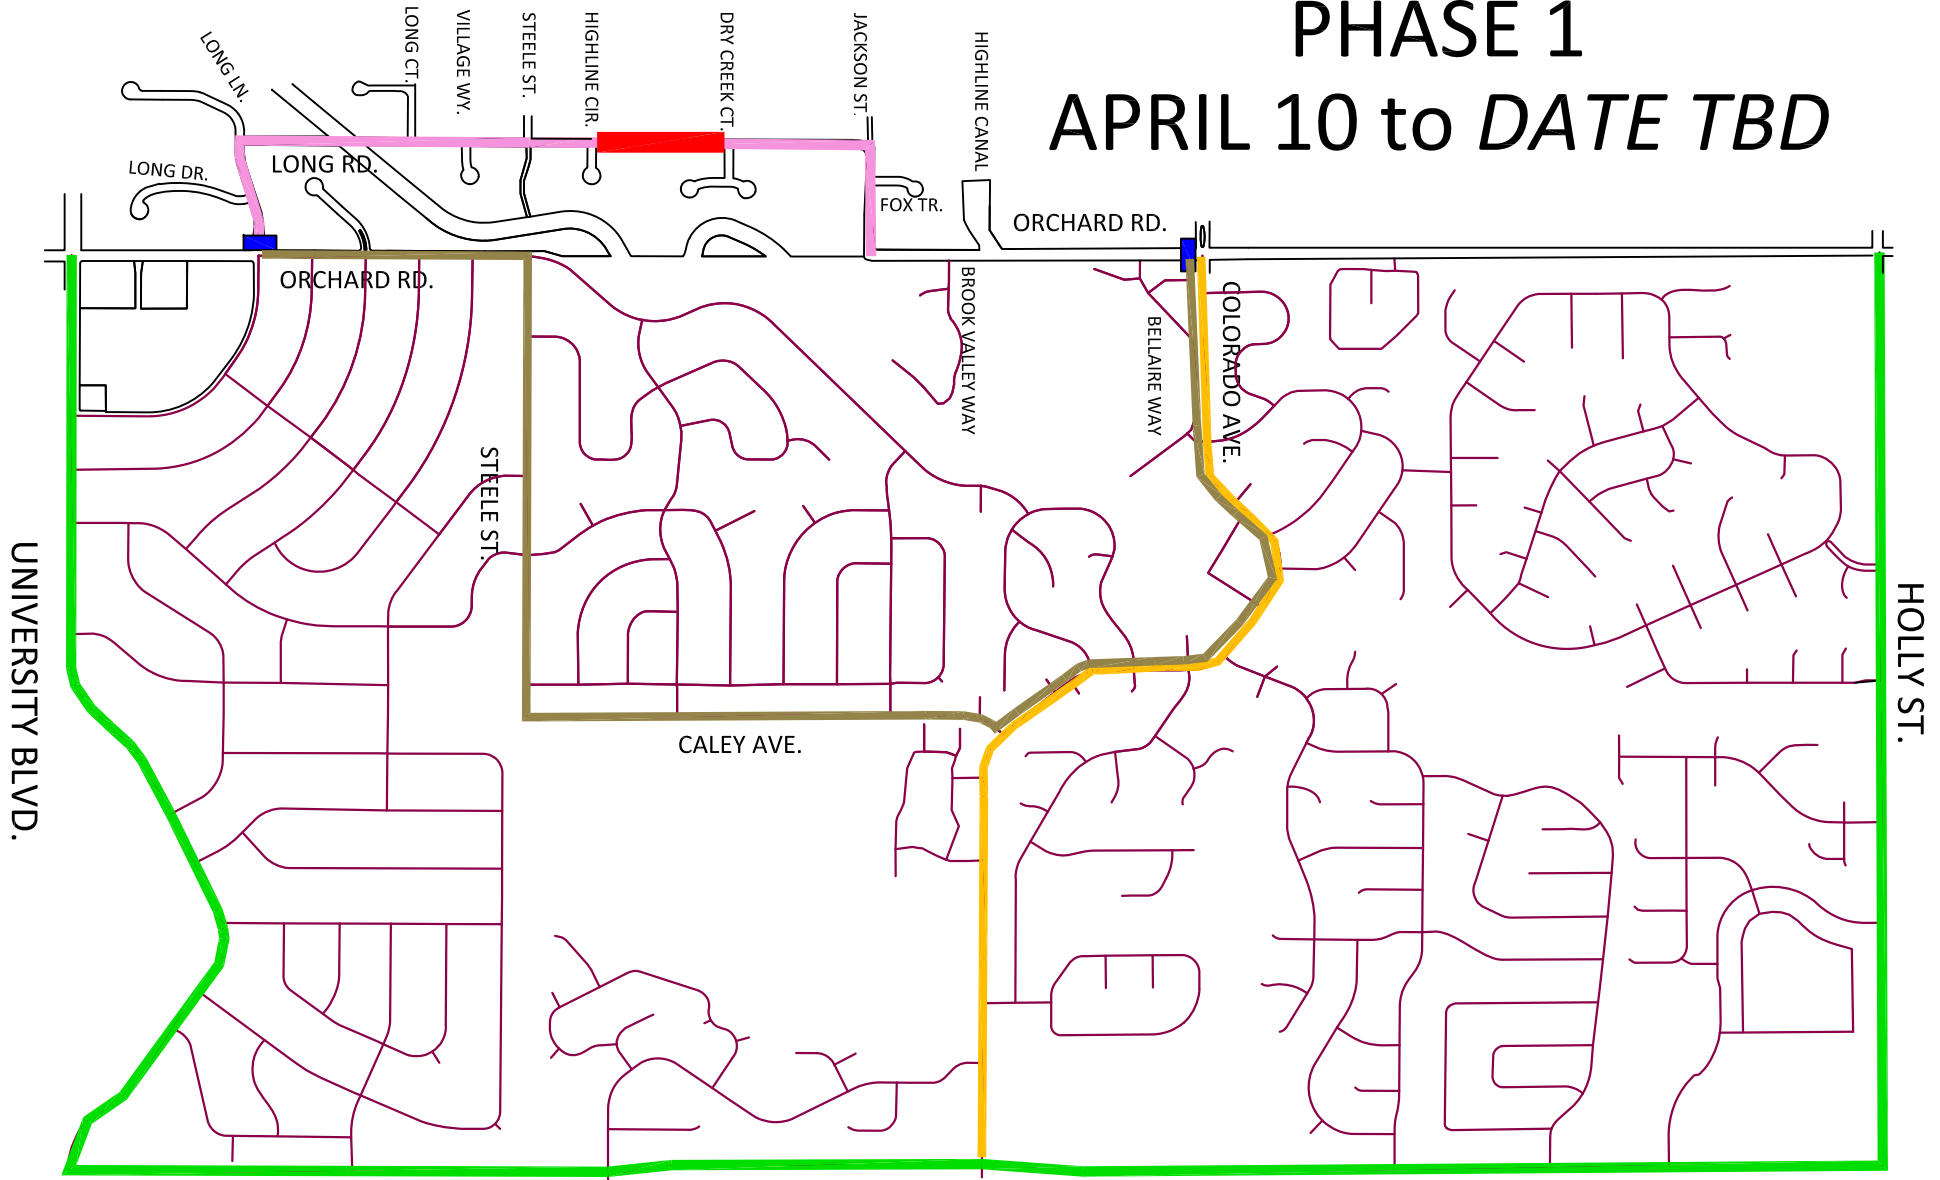 PHASE 1
APRIL 10 to DATE TBD
LONG LN.
LONG CT.
VILLAGE WY.
STEELE ST.
HIGHLINE CIR.
DRY CREEK CT.
JACKSON ST.
HIGHLINE CANAL
LONG DR.
LONG RD.
FOX TR.
ORCHARD RD.
ORCHARD RD.
BROOK VALLEY WAY
BELLAIRE WAY
COLORADO AVE.
STEELE ST.
UNIVERSITY BLVD.
HOLLY ST.
CALEY AVE.